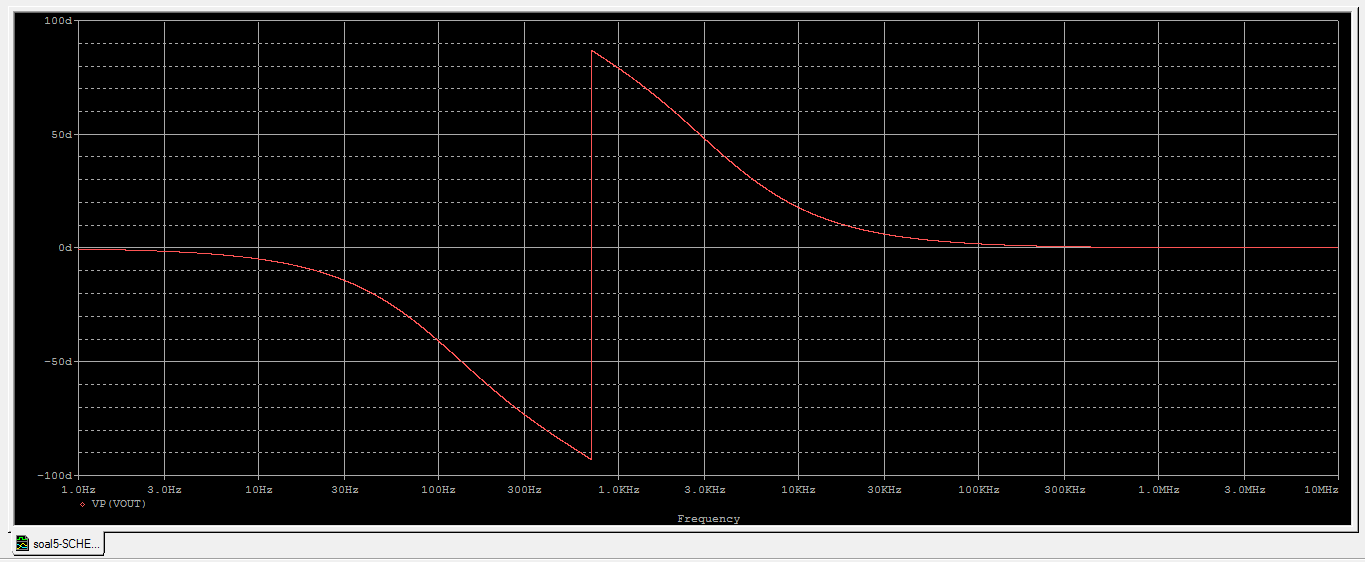 100d
50d
0d
-50d
-100d
1.0Hz 3.0Hz 10Hz 30Hz 100Hz 300Hz 1.0KHz 3.0KHz 10KHz 30KHz 100KHz 300KHz 1.0MHz 3.0MHz 10MHz
VP(VOUT)
Frequency
soal5-SCHE...